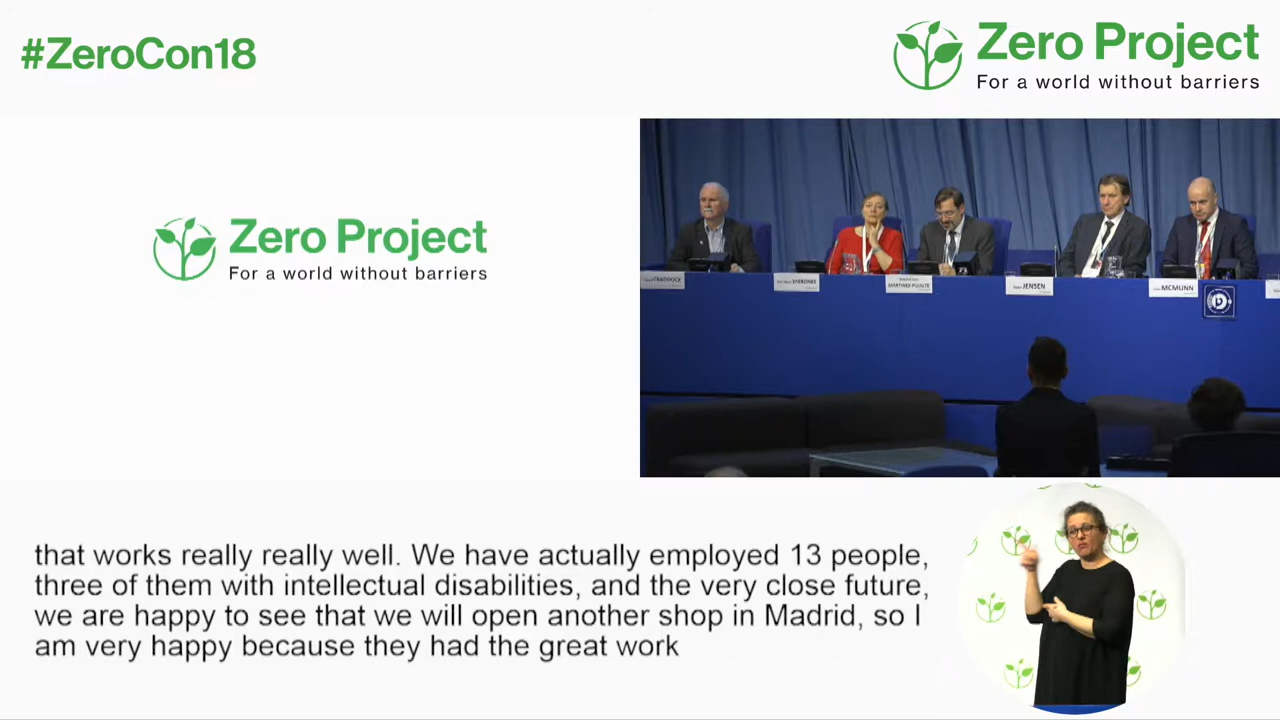 #ZeroCon18
Zero Project
For a world without barriers
Zero Project
For a world without barriers
CRADDOCK
MARTINEZ-PUJALTE
JENSEN
MCMUNN
that works really really well. We have actually employed 13 people,
three of them with intellectual disabilities, and the very close future,
we are happy to see that we will open another shop in Madrid, so I
am very happy because they had the great work